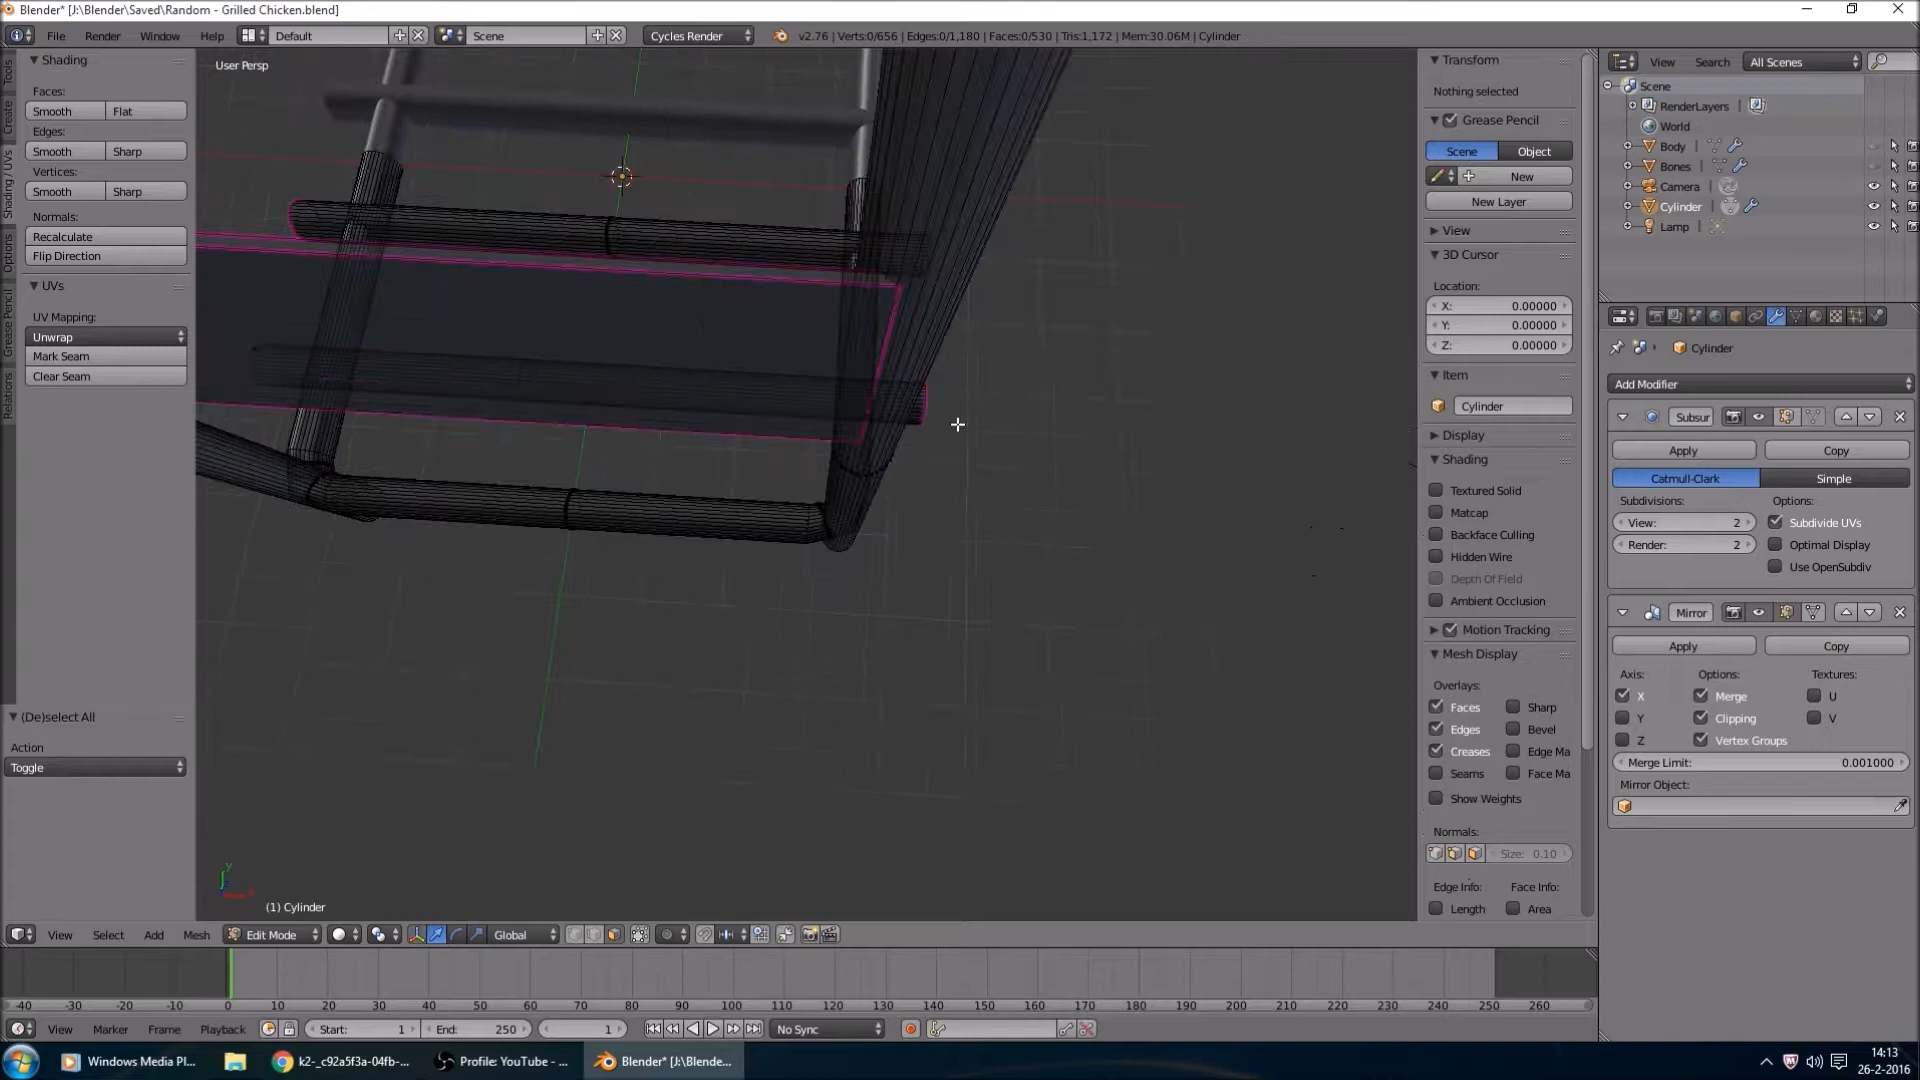 Blender* [J:\Blender\Saved\Random - Grilled Chicken.blend]
File Render Window Help Default Scene Cycles Render v2.76 | Verts:0/656 | Edges:0/1,180 | Faces:0/530 | Tris:1,172 | Mem:30.06M | Cylinder
Tools
Create
Shading / UVs
Options
Grease Pencil
Relations
Shading
Faces:
Smooth Flat
Edges:
Smooth Sharp
Vertices:
Smooth Sharp
Normals:
Recalculate
Flip Direction
UVs
UV Mapping:
Unwrap
Mark Seam
Clear Seam
(De)select All
Action
Toggle
User Persp
(1) Cylinder
View Select Add Mesh Edit Mode Global
Transform
Nothing selected
Grease Pencil
Scene Object
New
New Layer
View
3D Cursor
Location:
X: 0.00000
Y: 0.00000
Z: 0.00000
Item
Cylinder
Display
Shading
Textured Solid
Matcap
Backface Culling
Hidden Wire
Depth Of Field
Ambient Occlusion
Motion Tracking
Mesh Display
Overlays:
Faces Sharp
Edges Bevel
Creases Edge Ma
Seams Face Ma
Show Weights
Normals:
Size: 0.10
Edge Info: Face Info:
Length Area
View Search All Scenes
Scene
RenderLayers
World
Body
Bones
Camera
Cylinder
Lamp
Cylinder
Add Modifier
Subsur
Apply Copy
Catmull-Clark Simple
Subdivisions: Options:
View: 2 Subdivide UVs
Render: 2 Optimal Display
Use OpenSubdiv
Mirror
Apply Copy
Axis: Options: Textures:
X Merge U
Y Clipping V
Z Vertex Groups
Merge Limit: 0.001000
Mirror Object:
-40 -30 -20 -10 0 10 20 30 40 50 60 70 80 90 100 110 120 130 140 150 160 170 180 190 200 210 220 230 240 250 260
View Marker Frame Playback Start: 1 End: 250 1 No Sync
Windows Media Pl... k2-_c92a5f3a-04fb-... Profile: YouTube - ... Blender* [J:\Blende...
14:13
26-2-2016